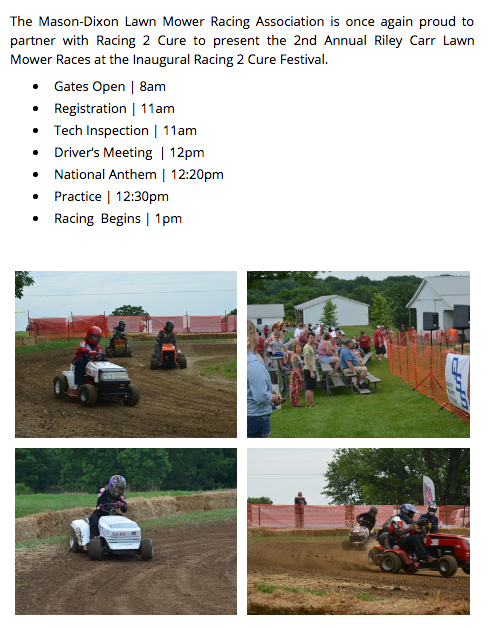 The Mason-Dixon Lawn Mower Racing Association is once again proud to
partner with Racing 2 Cure to present the 2nd Annual Riley Carr Lawn
Mower Races at the Inaugural Racing 2 Cure Festival.
• Gates Open | 8am
• Registration | 11am
• Tech Inspection | 11am
• Driver's Meeting | 12pm
• National Anthem | 12:20pm
• Practice | 12:30pm
• Racing Begins | 1pm